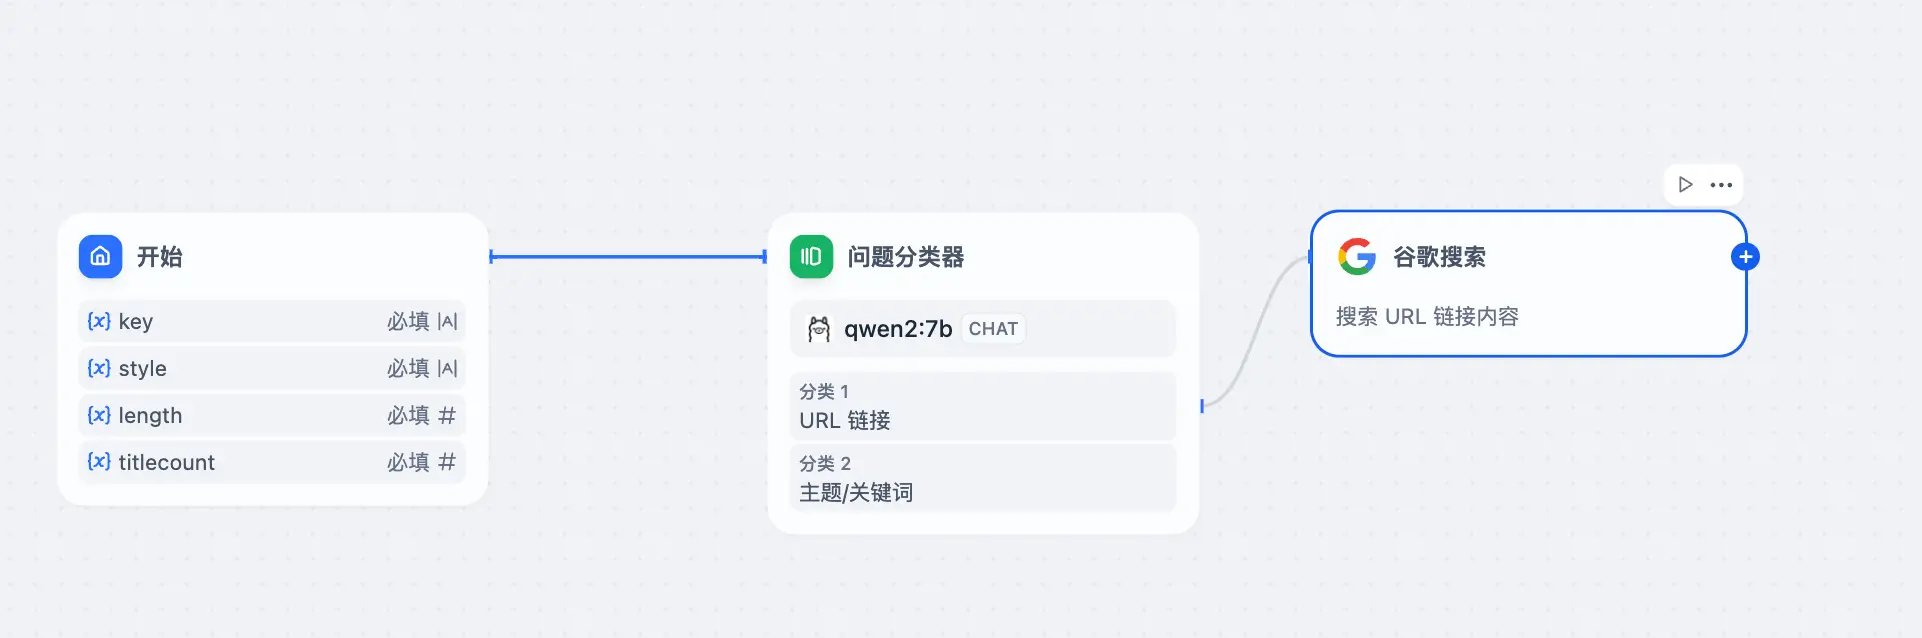 开始
key 必填
style 必填
length 必填 #
titlecount 必填 #
问题分类器
qwen2:7b CHAT
分类 1
URL 链接
分类 2
主题/关键词
谷歌搜索
搜索 URL 链接内容